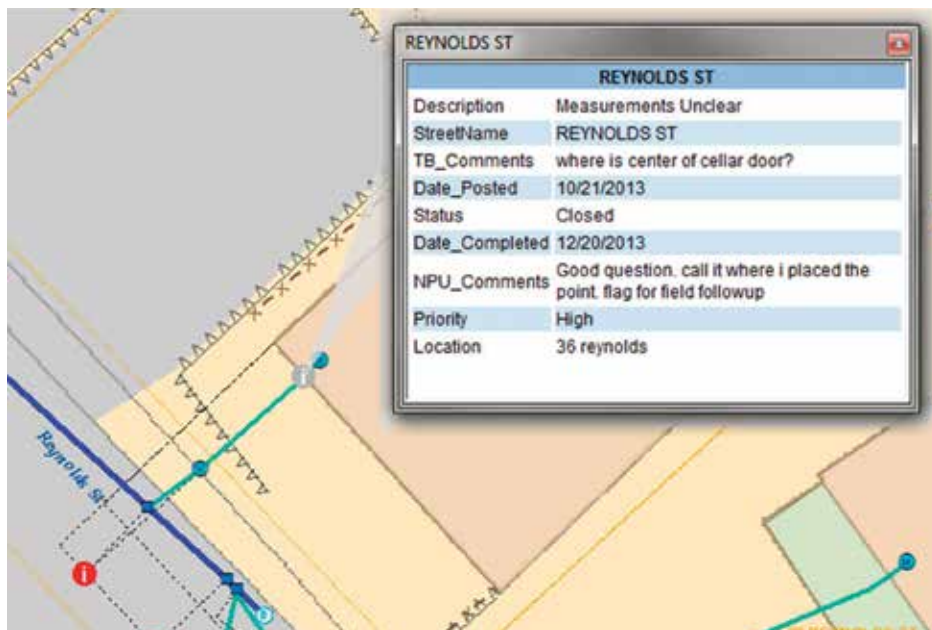 REYNOLDS ST
REYNOLDS ST
Description Measurements Unclear
StreetName REYNOLDS ST
TB_Comments where is center of cellar door?
Date_Posted 10/21/2013
Status Closed
Date_Completed 12/20/2013
NPU_Comments Good question. call it where i placed the
point. flag for field followup
Priority High
Location 36 reynolds
Reynolds St